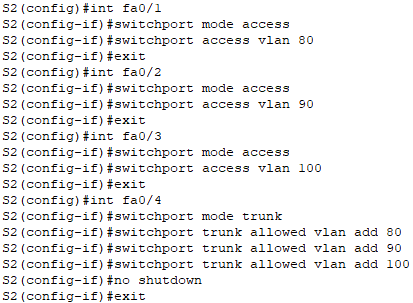 S2(config)#int fa0/1
S2(config-if)#switchport mode access
S2(config-if)#switchport access vlan 80
S2(config-if)#exit
S2(config)#int fa0/2
S2(config-if)#switchport mode access
S2(config-if)#switchport access vlan 90
S2(config-if)#exit
S2(config)#int fa0/3
S2(config-if)#switchport mode access
S2(config-if)#switchport access vlan 100
S2(config-if)#exit
S2(config)#int fa0/4
S2(config-if)#switchport mode trunk
S2(config-if)#switchport trunk allowed vlan add 80
S2(config-if)#switchport trunk allowed vlan add 90
S2(config-if)#switchport trunk allowed vlan add 100
S2(config-if)#no shutdown
S2(config-if)#exit